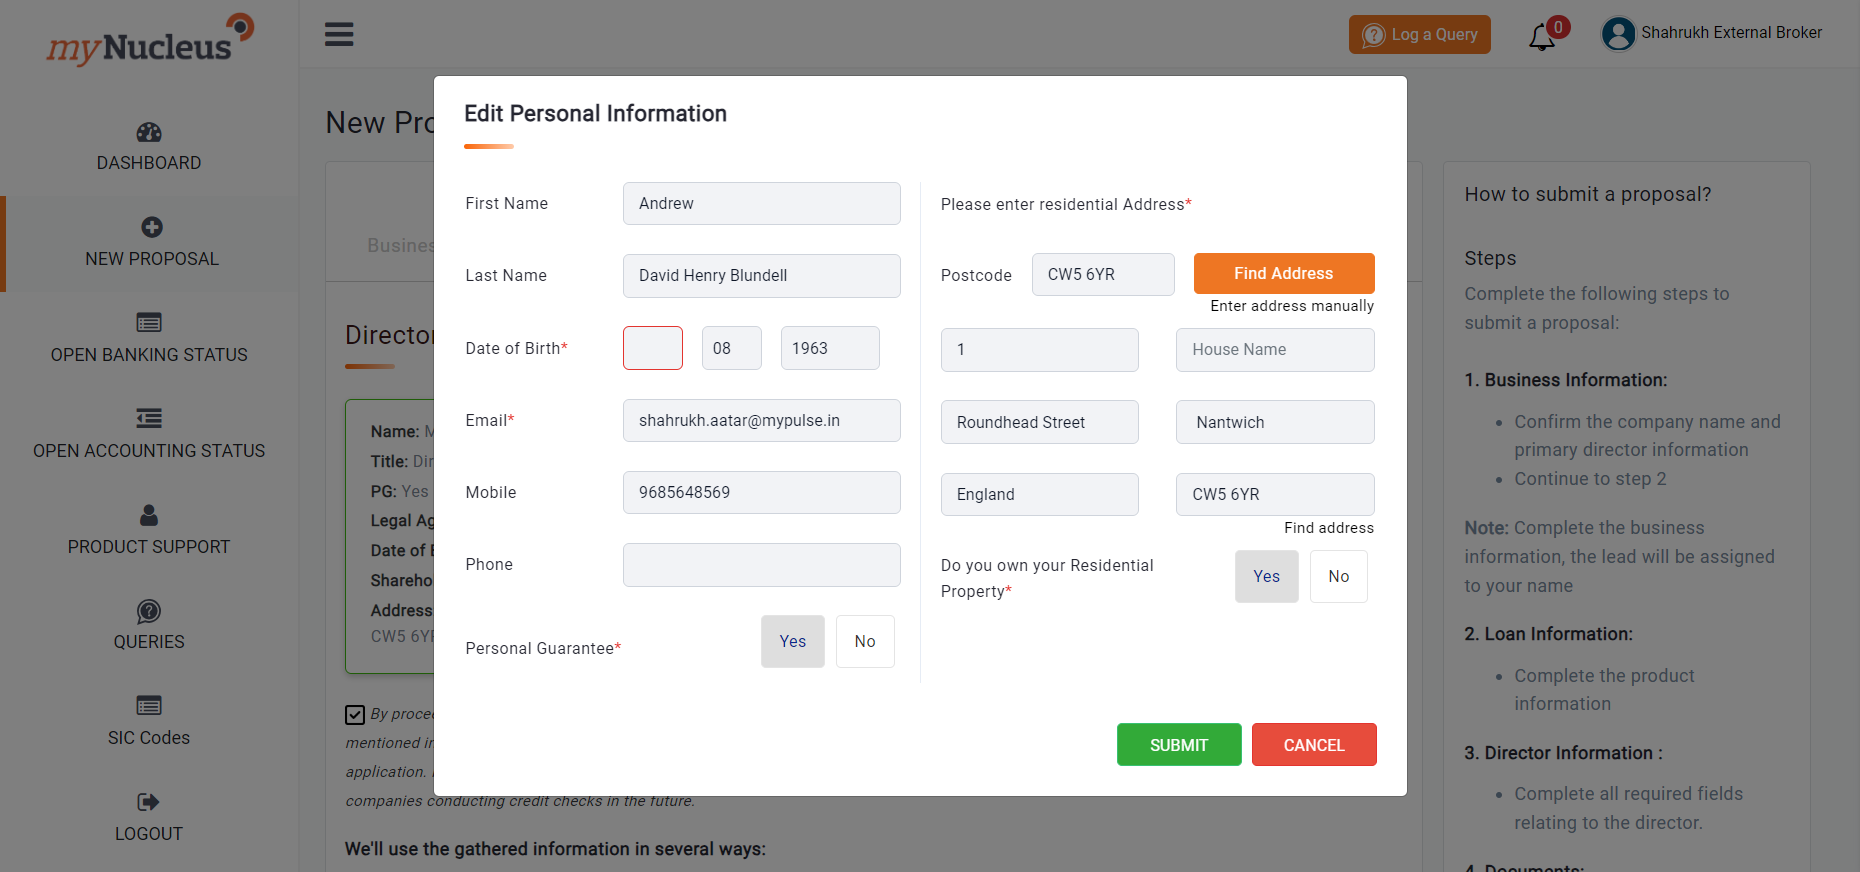 myNucleus
DASHBOARD
NEW PROPOSAL
OPEN BANKING STATUS
OPEN ACCOUNTING STATUS
PRODUCT SUPPORT
QUERIES
SIC Codes
LOGOUT
Log a Query
0
Shahrukh External Broker
New Pro
Busines
Director
Name: M
Title: Dir
PG: Yes
Legal Ag
Date of B
Shareho
Address
CW5 6YR
By procee
mentioned in
application.
companies conducting credit checks in the future.
We'll use the gathered information in several ways:
Edit Personal Information
First Name Andrew
Last Name David Henry Blundell
Date of Birth* 08 1963
Email* shahrukh.aatar@mypulse.in
Mobile 9685648569
Phone
Personal Guarantee* Yes No
Please enter residential Address*
Postcode CW5 6YR Find Address
Enter address manually
1 House Name
Roundhead Street Nantwich
England CW5 6YR
Find address
Do you own your Residential
Property*
Yes No
SUBMIT CANCEL
How to submit a proposal?
Steps
Complete the following steps to
submit a proposal:
1. Business Information:
Confirm the company name and
primary director information
Continue to step 2
Note: Complete the business
information, the lead will be assigned
to your name
2. Loan Information:
Complete the product
information
3. Director Information :
Complete all required fields
relating to the director.
4. Documents: